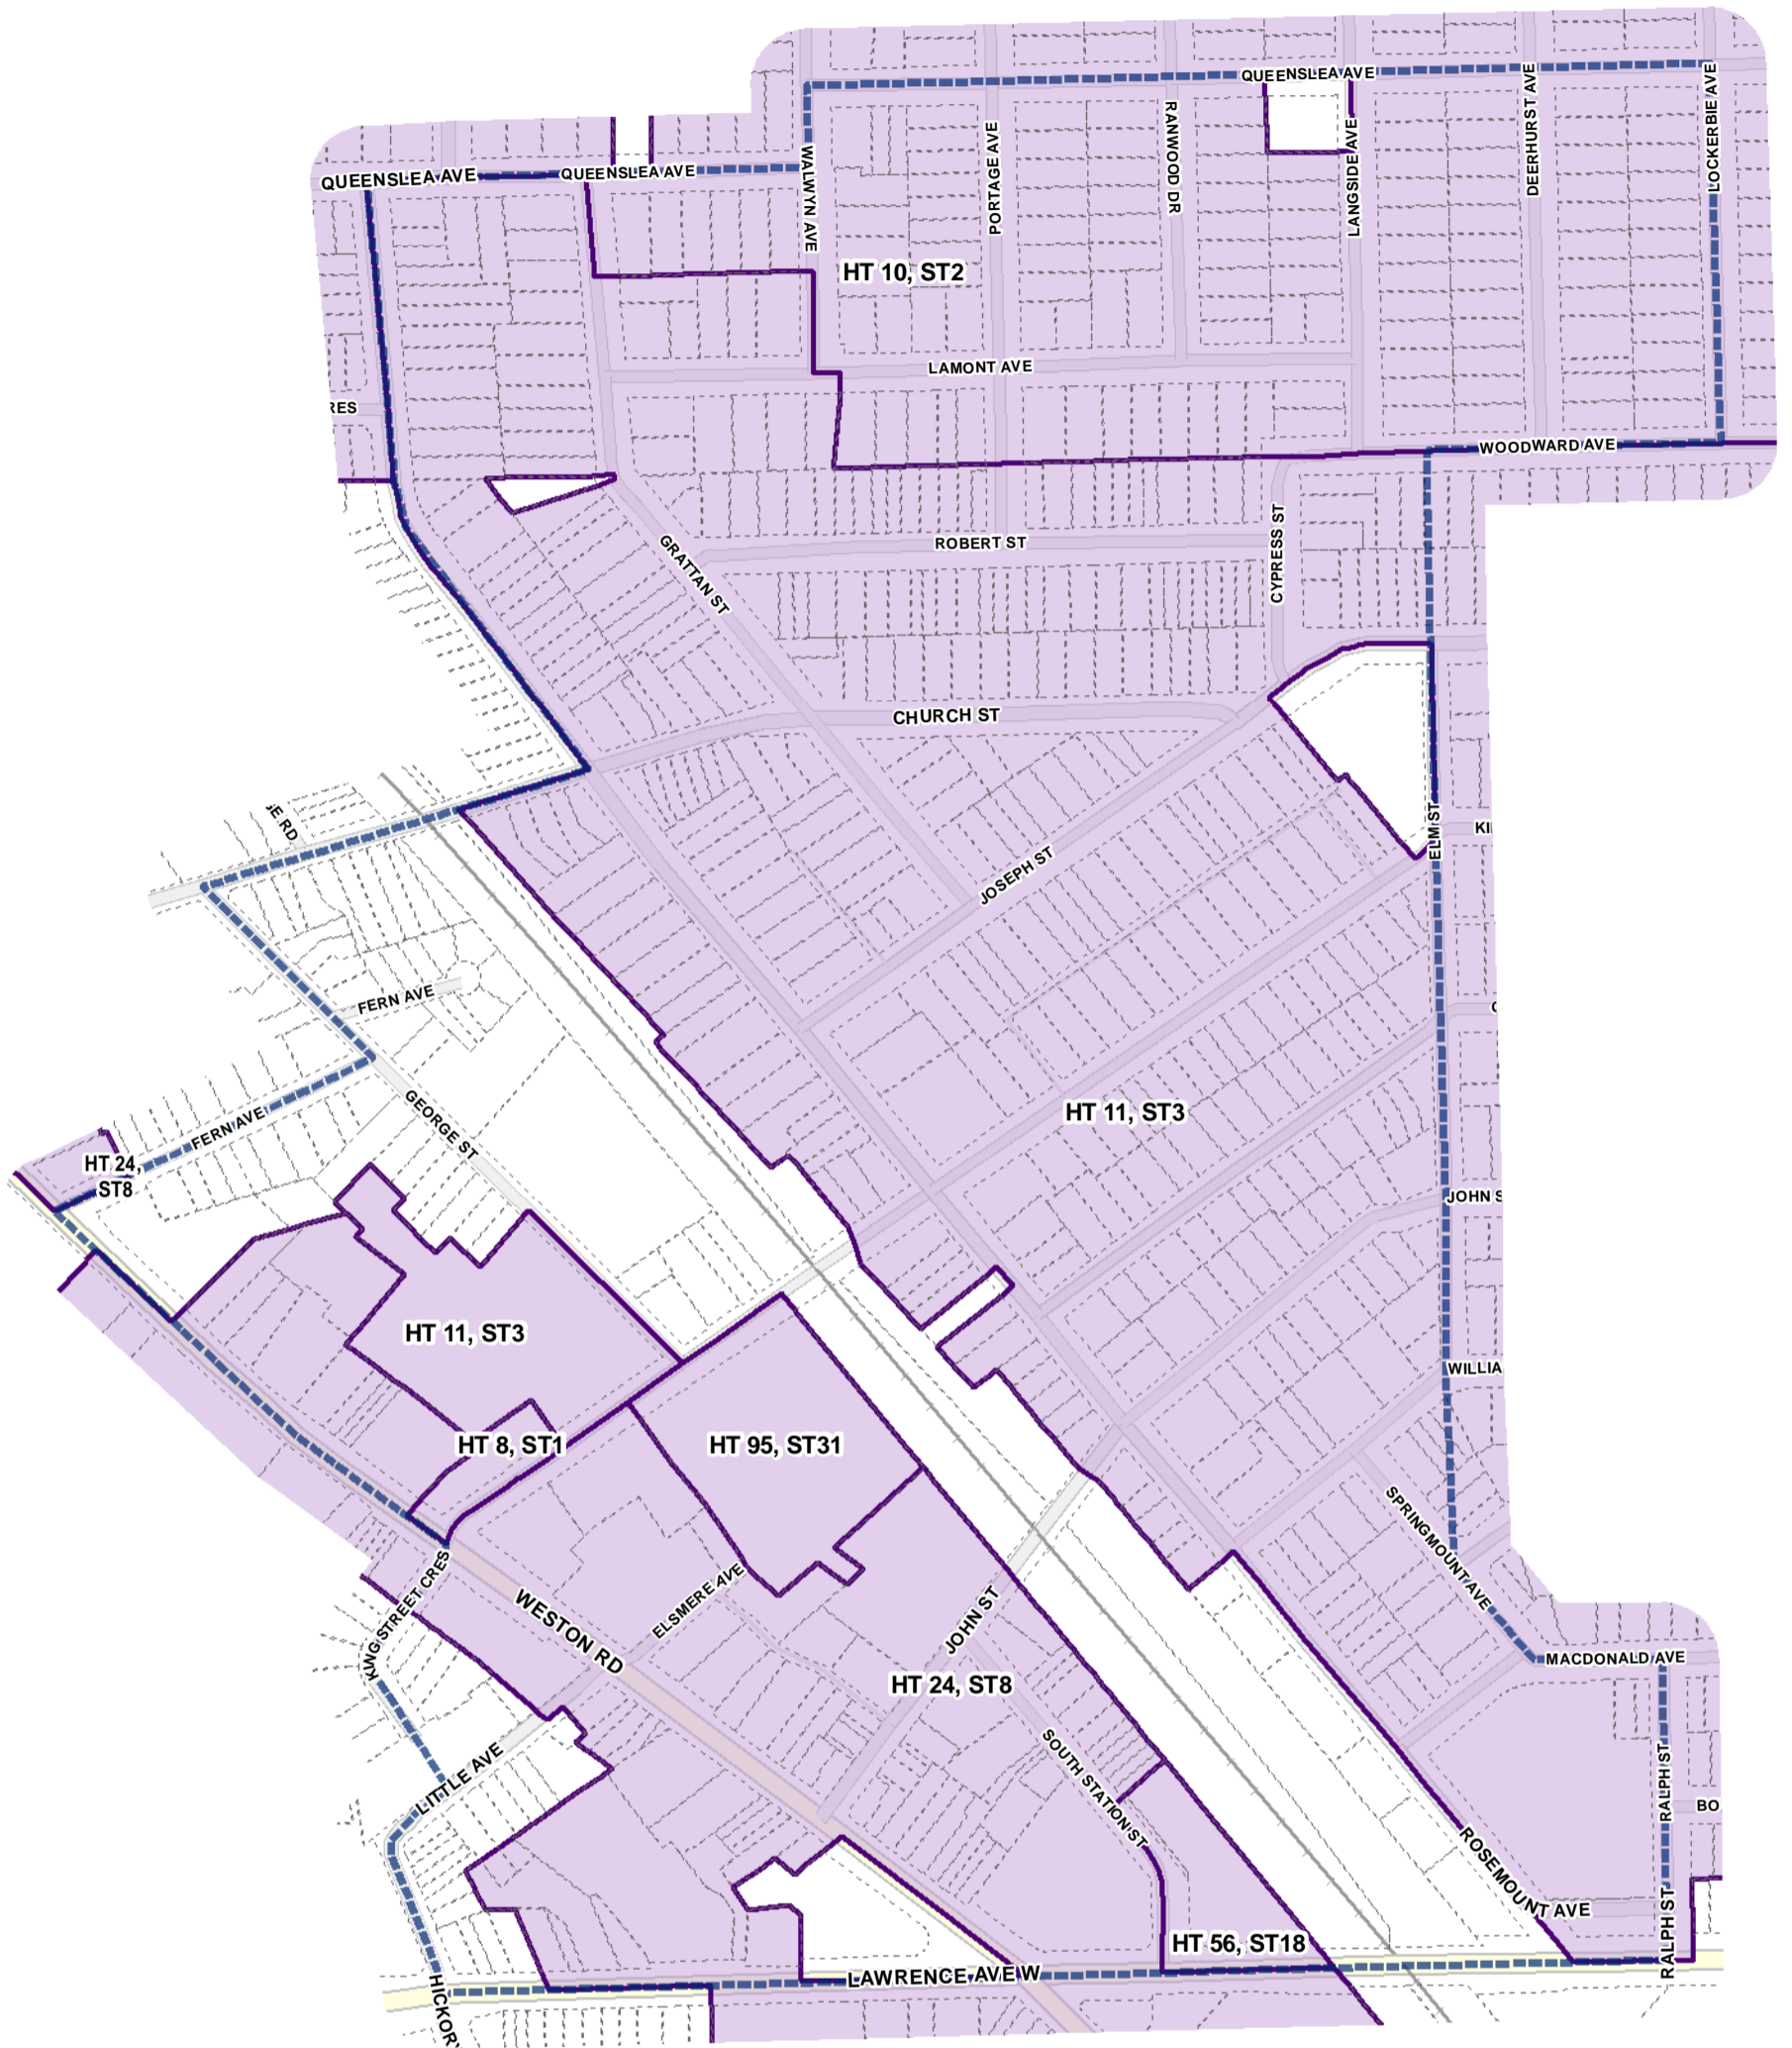 QUEENSLEA AVE
QUEENSLEA AVE
QUEENSLEA AVE
WALWYN AVE
PORTAGE AVE
RANWOOD DR
LANGSIDE AVE
DEERHURST AVE
LOCKERBIE AVE
HT 10, ST2
LAMONT AVE
RES
WOODWARD AVE
GRATTAN ST
ROBERT ST
CYPRESS ST
CHURCH ST
E RD
JOSEPH ST
ELM ST
KI
FERN AVE
FERN AVE
GEORGE ST
HT 11, ST3
HT 24,
ST8
JOHN S
HT 11, ST3
WILLIA
HT 8, ST1
HT 95, ST31
SPRINGMOUNT AVE
KING STREET CRES
WESTON RD
ELSMERE AVE
JOHN ST
MACDONALD AVE
HT 24, ST8
LITTLE AVE
SOUTH STATION ST
RALPH ST
BO
ROSEMOUNT AVE
RALPH ST
HT 56, ST18
LAWRENCE AVE W
HICKORY